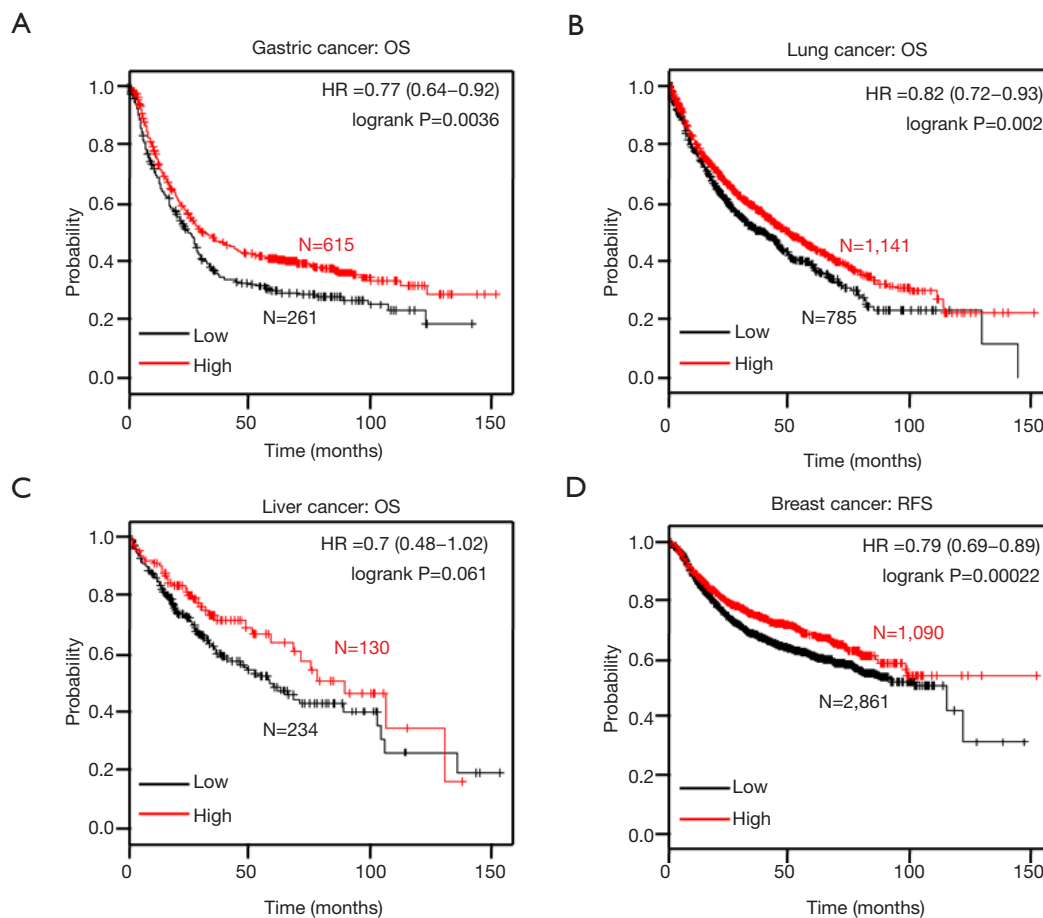 A
Gastric cancer: OS
HR =0.77 (0.64–0.92)
logrank P=0.0036
1.0
0.8
0.6
0.4
0.2
0.0
Probability
N=615
N=261
Low
High
0 50 100 150
Time (months)
B
Lung cancer: OS
HR =0.82 (0.72–0.93)
logrank P=0.002
1.0
0.8
0.6
0.4
0.2
0.0
Probability
N=1,141
N=785
Low
High
0 50 100 150
Time (months)
C
Liver cancer: OS
HR =0.7 (0.48–1.02)
logrank P=0.061
1.0
0.8
0.6
0.4
0.2
0.0
Probability
N=130
N=234
Low
High
0 50 100 150
Time (months)
D
Breast cancer: RFS
HR =0.79 (0.69–0.89)
logrank P=0.00022
1.0
0.8
0.6
0.4
0.2
0.0
Probability
N=1,090
N=2,861
Low
High
0 50 100 150
Time (months)